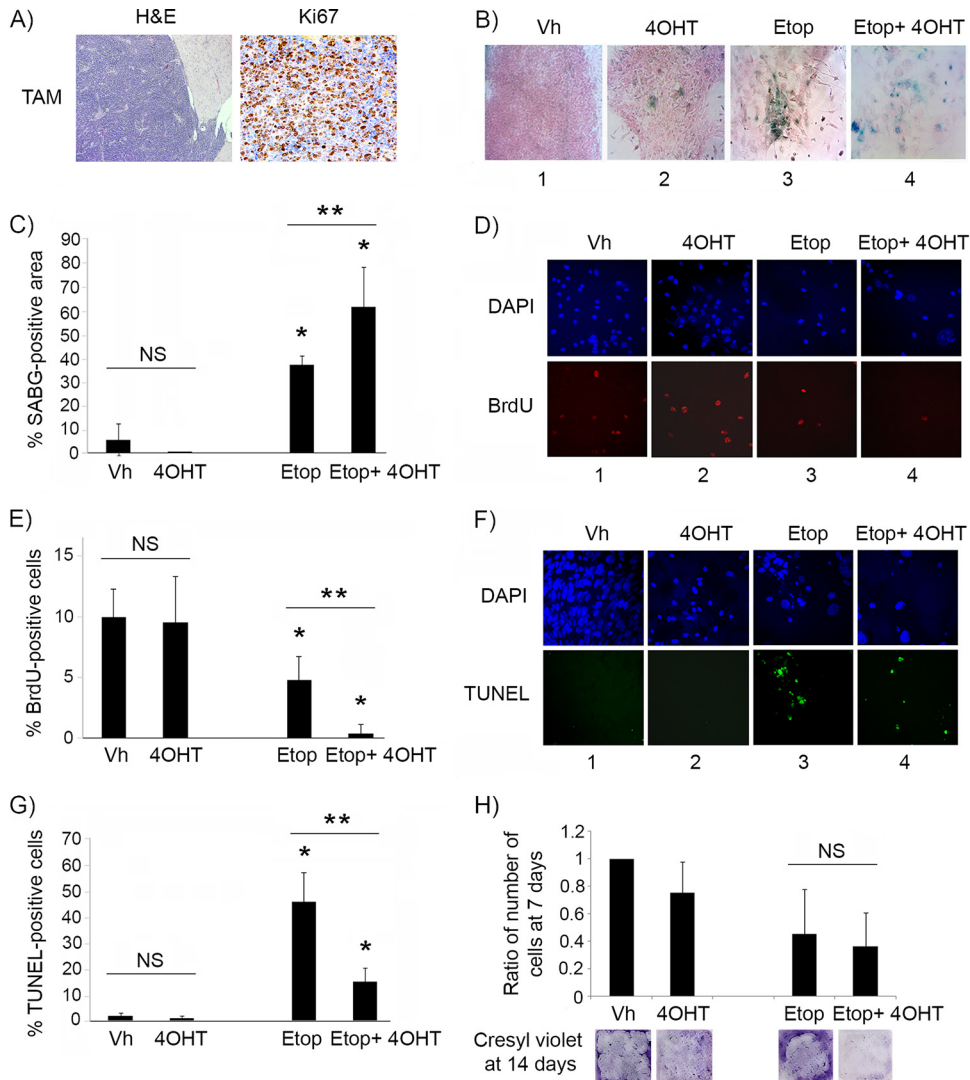 A)
H&E
Ki67
TAM
B)
Vh
4OHT
Etop
Etop+ 4OHT
1
2
3
4
C)
% SABG-positive area
90
80
70
60
50
40
30
20
10
0
NS
**
*
*
Vh
4OHT
Etop
Etop+ 4OHT
D)
Vh
4OHT
Etop
Etop+ 4OHT
DAPI
BrdU
1
2
3
4
E)
% BrdU-positive cells
15
10
5
0
NS
**
*
*
Vh
4OHT
Etop
Etop+ 4OHT
F)
Vh
4OHT
Etop
Etop+ 4OHT
DAPI
TUNEL
1
2
3
4
G)
% TUNEL-positive cells
70
60
50
40
30
20
10
0
NS
**
*
*
Vh
4OHT
Etop
Etop+ 4OHT
H)
Ratio of number of
cells at 7 days
1.2
1
0.8
0.6
0.4
0.2
0
NS
Vh
4OHT
Etop
Etop+ 4OHT
Cresyl violet
at 14 days